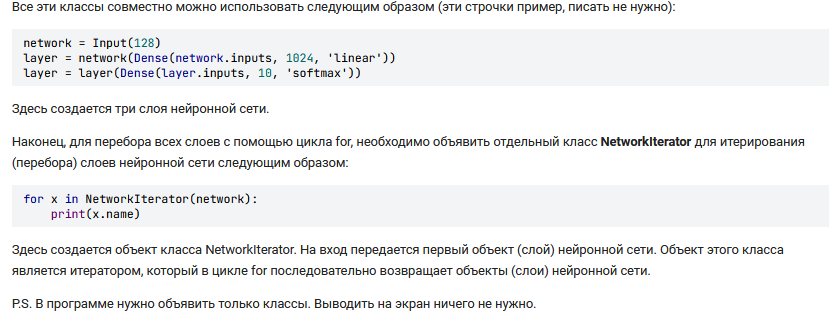 Все эти классы совместно можно использовать следующим образом (эти строчки пример, писать не нужно):
network = Input(128)
layer = network(Dense(network.inputs, 1024, 'linear'))
layer = layer(Dense(layer.inputs, 10, 'softmax'))
Здесь создается три слоя нейронной сети.
Наконец, для перебора всех слоев с помощью цикла for, необходимо объявить отдельный класс NetworkIterator для итерирования
(перебора) слоев нейронной сети следующим образом:
for x in NetworkIterator(network):
    print(x.name)
Здесь создается объект класса NetworkIterator. На вход передается первый объект (слой) нейронной сети. Объект этого класса
является итератором, который в цикле for последовательно возвращает объекты (слои) нейронной сети.
P.S. В программе нужно объявить только классы. Выводить на экран ничего не нужно.